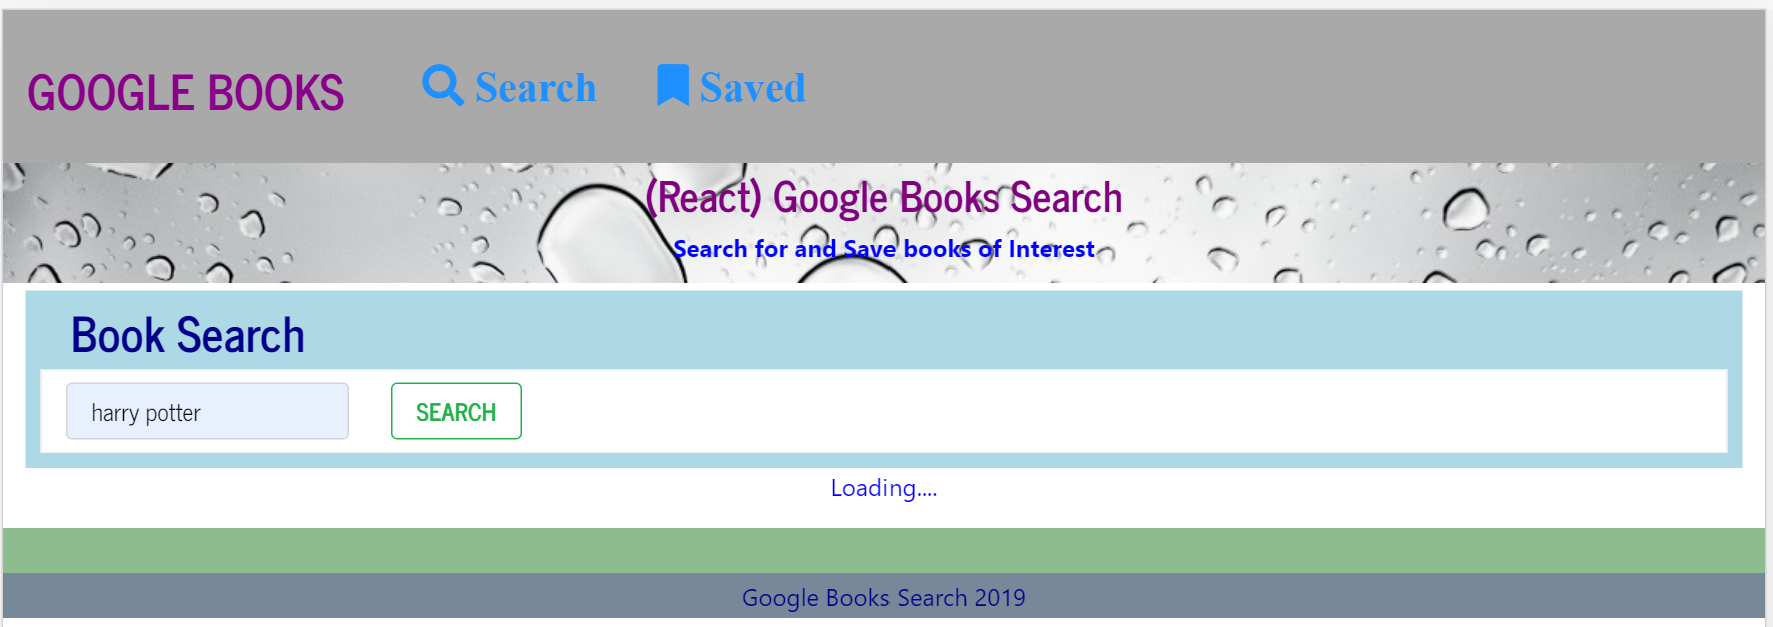 GOOGLE BOOKS Search Saved
(React) Google Books Search
Search for and Save books of Interest
Book Search
harry potter SEARCH
Loading....
Google Books Search 2019